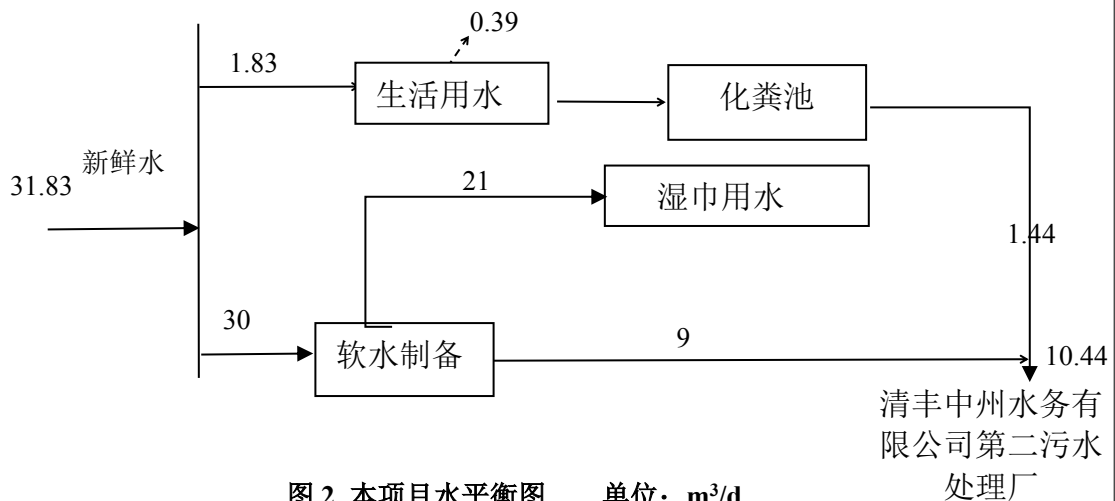 0.39
1.83
生活用水
化粪池
新鲜水
31.83
21
湿巾用水
1.44
30
软水制备
9
10.44
清丰中州水务有
限公司第二污水
处理厂
图 2 本项目水平衡图 单位：m³/d